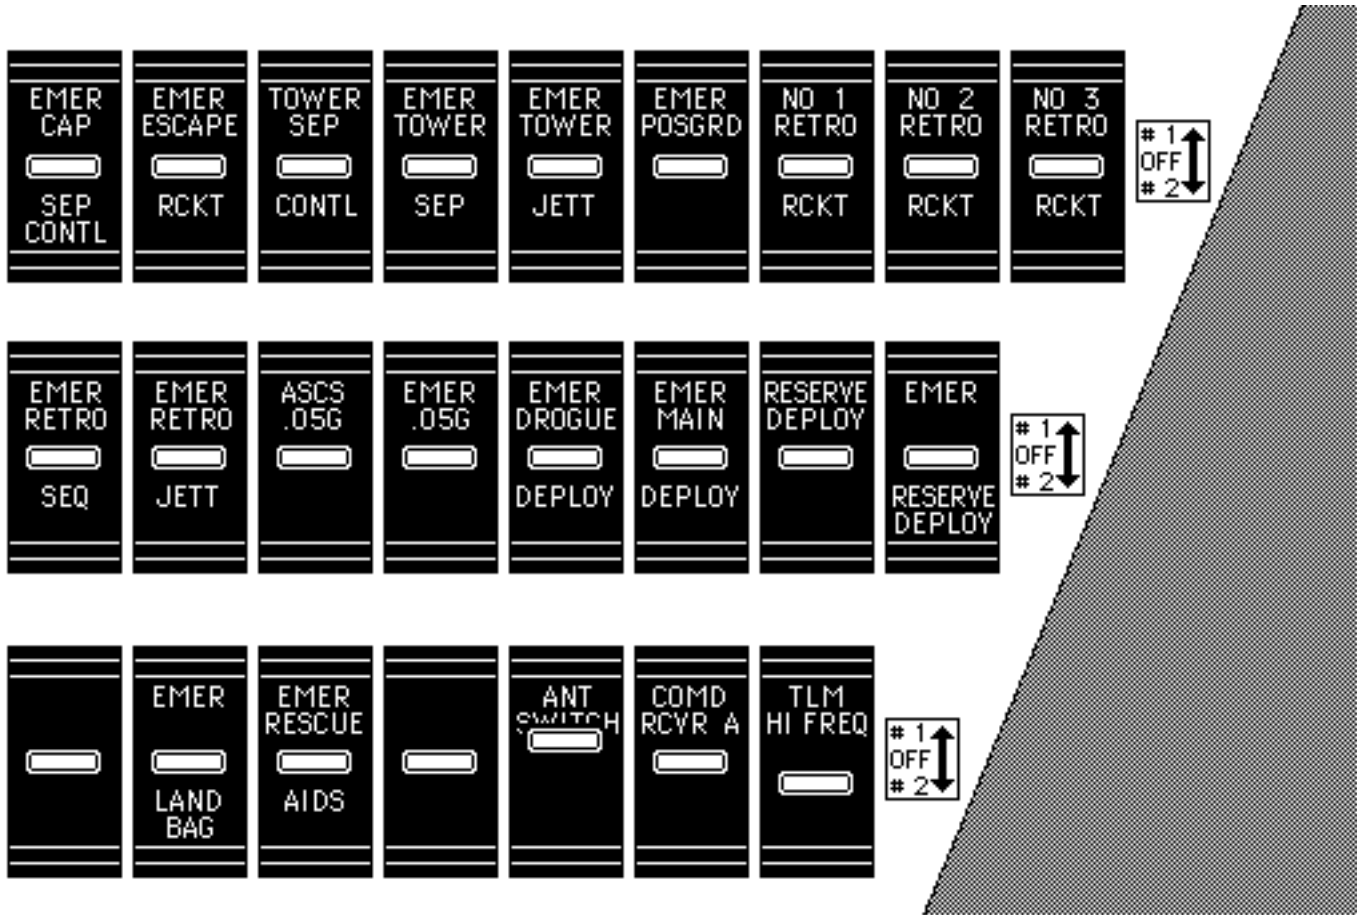 EMER
CAP
SEP
CONTL
EMER
ESCAPE
RCKT
TOWER
SEP
CONTL
EMER
TOWER
SEP
EMER
TOWER
JETT
EMER
POSGRD
NO 1
RETRO
RCKT
NO 2
RETRO
RCKT
NO 3
RETRO
RCKT
# 1
OFF
# 2
EMER
RETRO
SEQ
EMER
RETRO
JETT
ASCS
.05G
EMER
.05G
EMER
DROGUE
DEPLOY
EMER
MAIN
DEPLOY
RESERVE
DEPLOY
EMER
RESERVE
DEPLOY
# 1
OFF
# 2
EMER
LAND
BAG
EMER
RESCUE
AIDS
ANT
SWITCH
COMD
RCVR A
TLM
HI FREQ
# 1
OFF
# 2